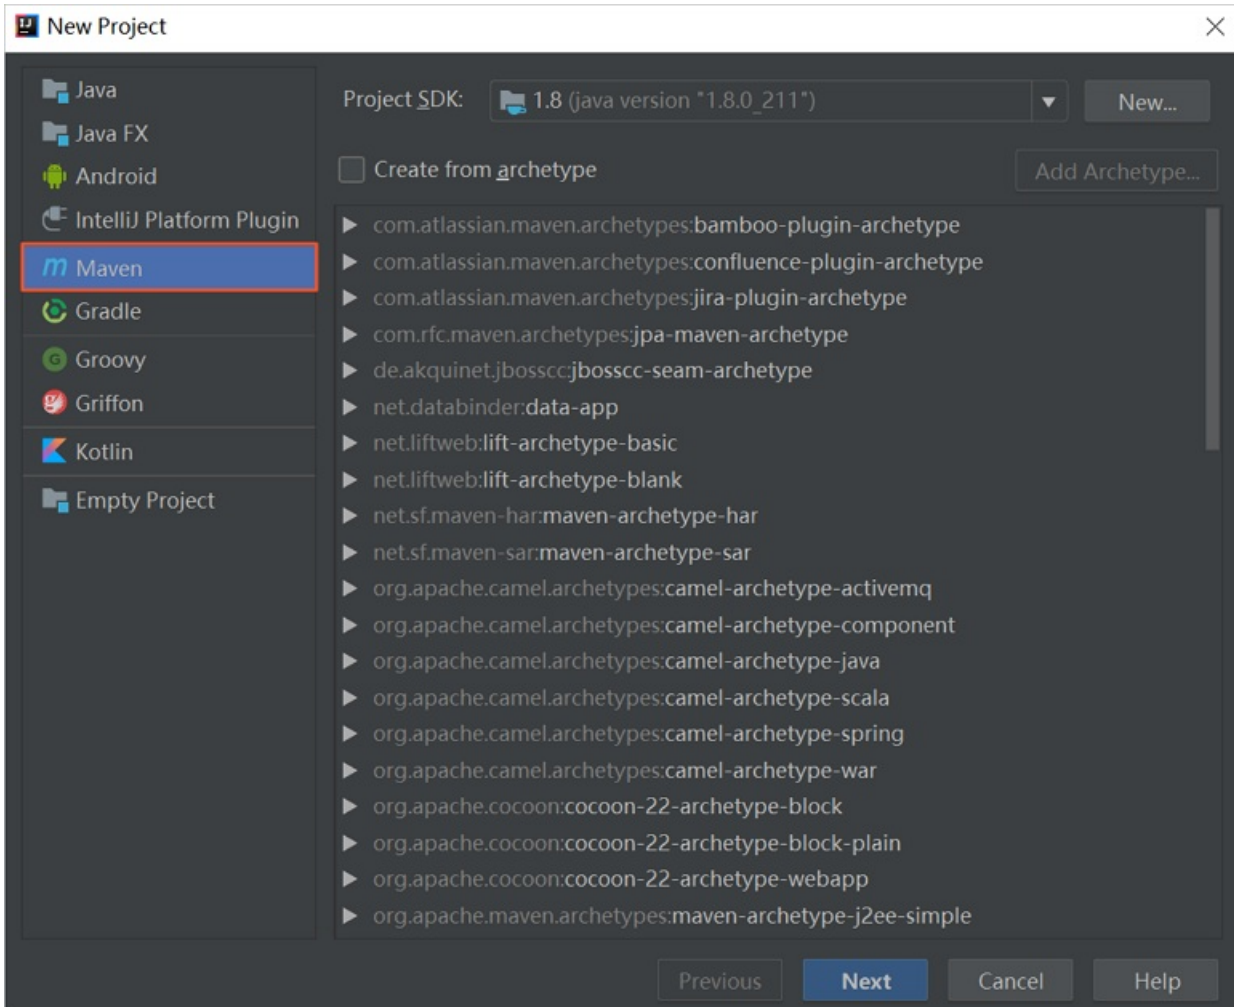 New Project
Java
Java FX
Android
IntelliJ Platform Plugin
Maven
Gradle
Groovy
Griffon
Kotlin
Empty Project
Project SDK: 1.8 (java version "1.8.0_211") New...
Create from archetype Add Archetype...
com.atlassian.maven.archetypes:bamboo-plugin-archetype
com.atlassian.maven.archetypes:confluence-plugin-archetype
com.atlassian.maven.archetypes:jira-plugin-archetype
com.rfc.maven.archetypes:jpa-maven-archetype
de.akquinet.jbosscc:jbosscc-seam-archetype
net.databinder:data-app
net.liftweb:lift-archetype-basic
net.liftweb:lift-archetype-blank
net.sf.maven-har:maven-archetype-har
net.sf.maven-sar:maven-archetype-sar
org.apache.camel.archetypes:camel-archetype-activemq
org.apache.camel.archetypes:camel-archetype-component
org.apache.camel.archetypes:camel-archetype-java
org.apache.camel.archetypes:camel-archetype-scala
org.apache.camel.archetypes:camel-archetype-spring
org.apache.camel.archetypes:camel-archetype-war
org.apache.cocoon:cocoon-22-archetype-block
org.apache.cocoon:cocoon-22-archetype-block-plain
org.apache.cocoon:cocoon-22-archetype-webapp
org.apache.maven.archetypes:maven-archetype-j2ee-simple
Previous Next Cancel Help